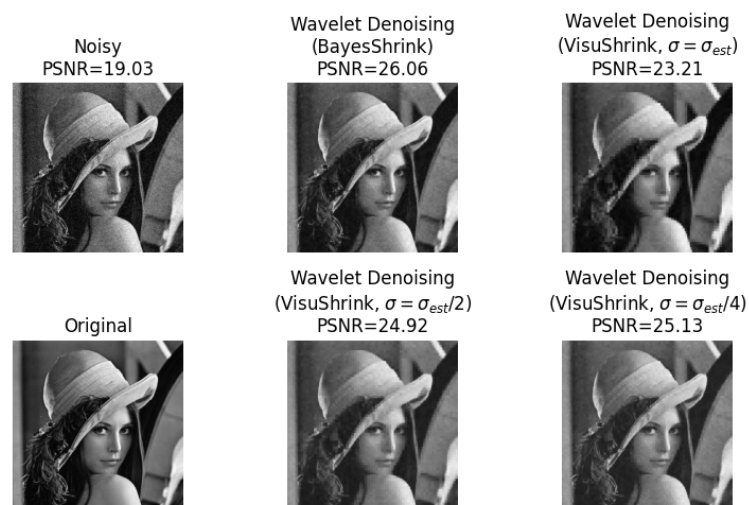 Noisy
PSNR=19.03
Wavelet Denoising
(BayesShrink)
PSNR=26.06
Wavelet Denoising
(VisuShrink, σ = σest)
PSNR=23.21
Original
Wavelet Denoising
(VisuShrink, σ = σest/2)
PSNR=24.92
Wavelet Denoising
(VisuShrink, σ = σest/4)
PSNR=25.13